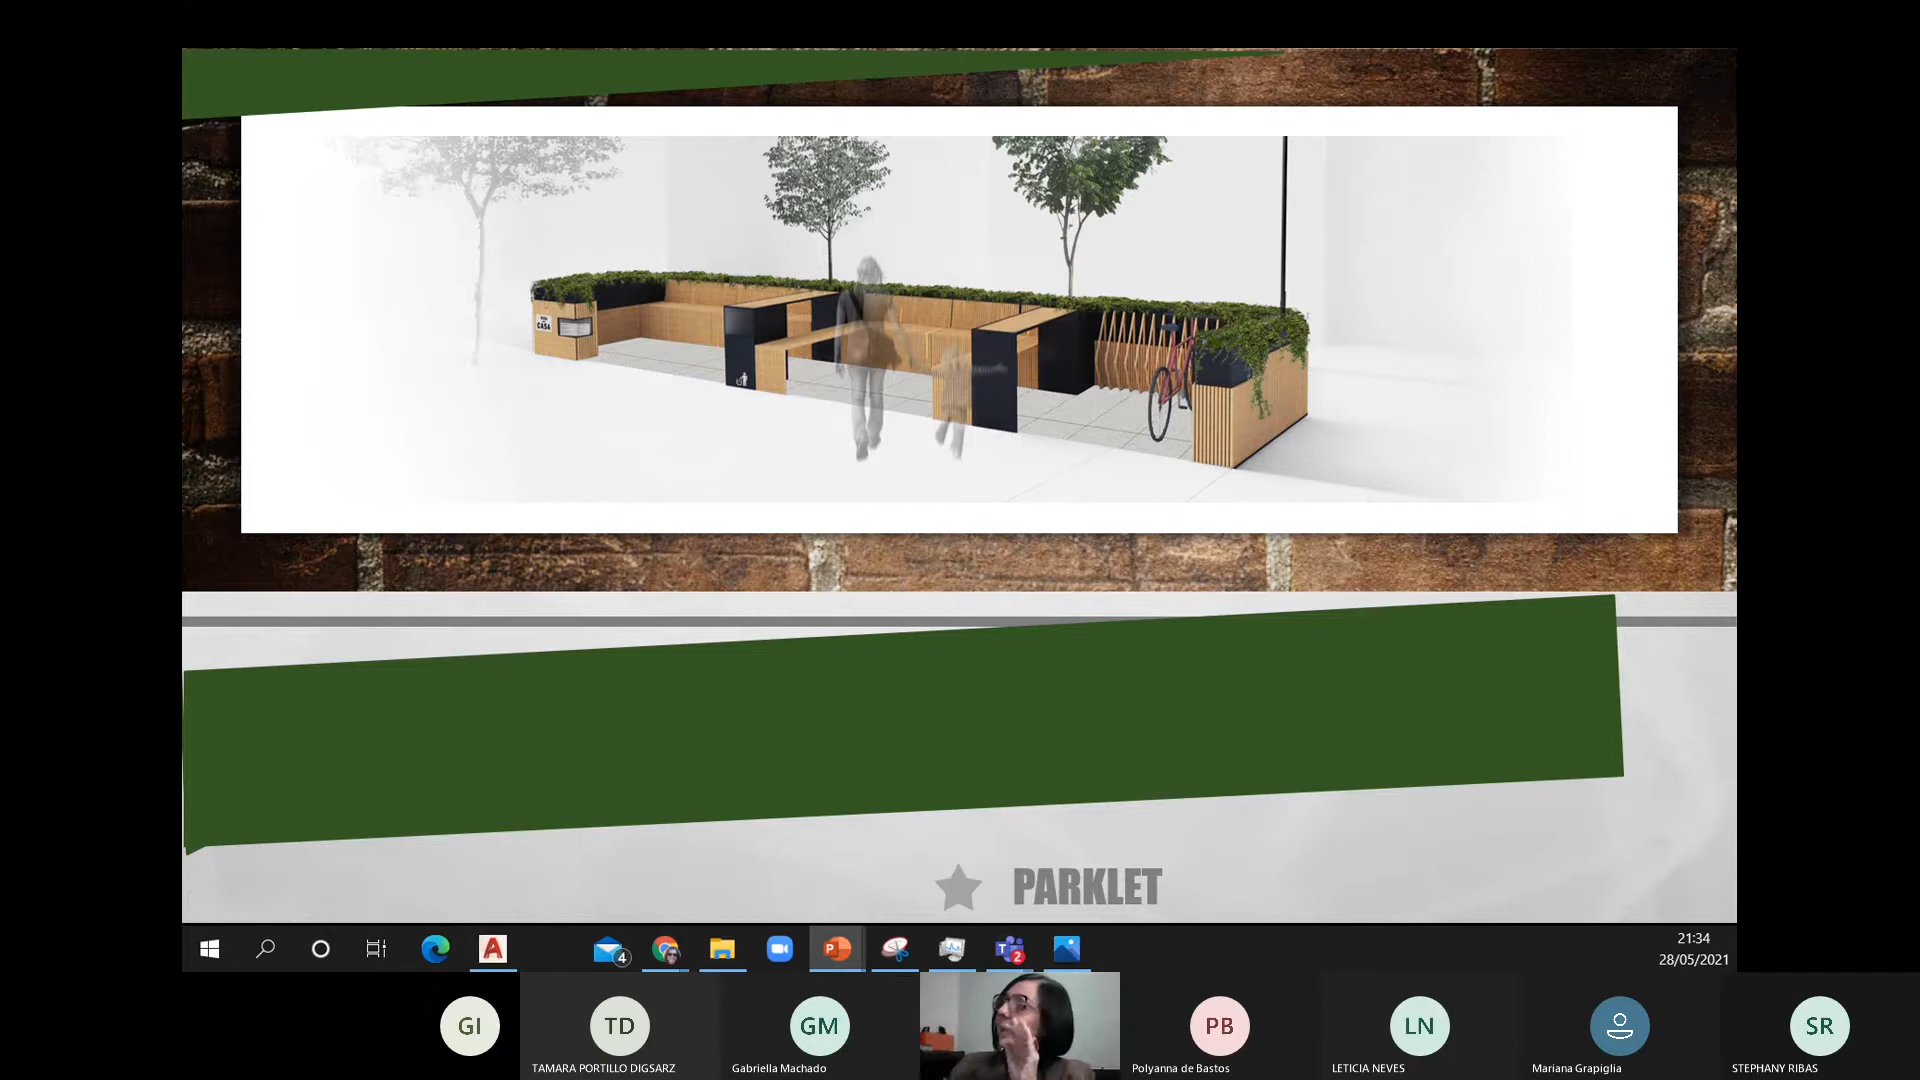 CASA
PARKLET
4
P
T
2
21:34
28/05/2021
GI
TD
GM
PB
LN
SR
TAMARA PORTILLO DIGSARZ
Gabriella Machado
Polyanna de Bastos
LETICIA NEVES
Mariana Grapiglia
STEPHANY RIBAS